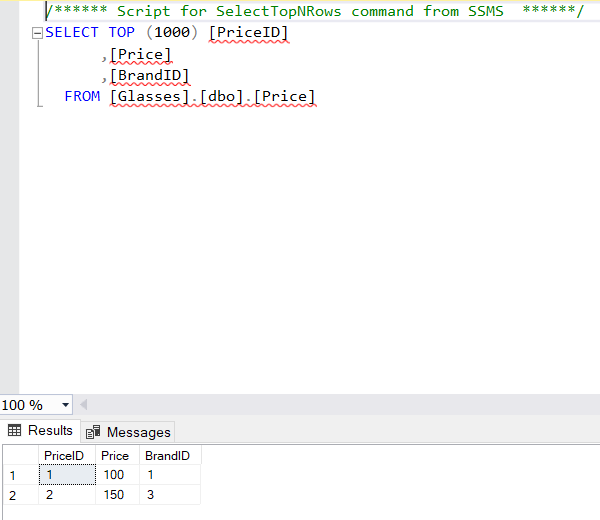 /****** Script for SelectTopNRows command from SSMS  ******/
SELECT TOP (1000) [PriceID]
      ,[Price]
      ,[BrandID]
  FROM [Glasses].[dbo].[Price]
100 %
Results Messages
PriceID Price BrandID
1 1 100 1
2 2 150 3